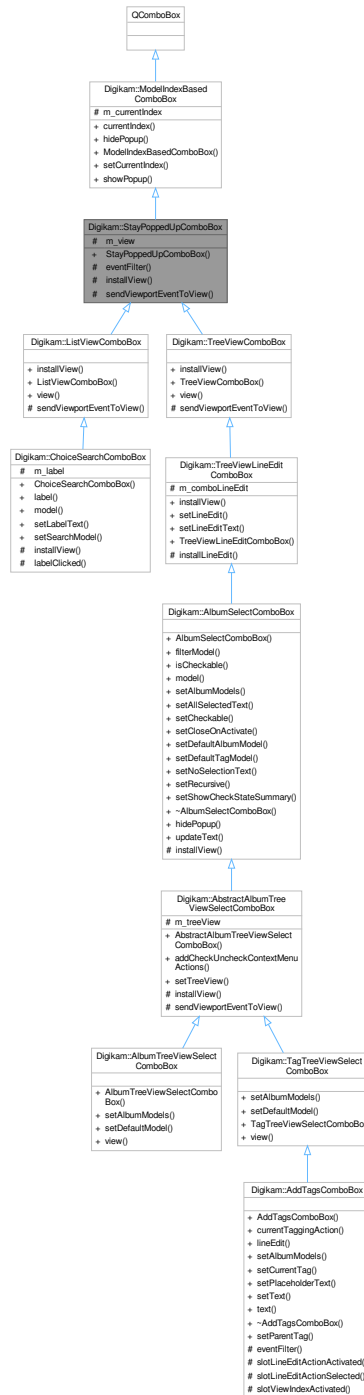 QComboBox
Digikam::ModelIndexBased
ComboBox
# m_currentIndex
+ currentIndex()
+ hidePopup()
+ ModelIndexBasedComboBox()
+ setCurrentIndex()
+ showPopup()
Digikam::StayPoppedUpComboBox
# m_view
+ StayPoppedUpComboBox()
# eventFilter()
# installView()
# sendViewportEventToView()
Digikam::ListViewComboBox
+ installView()
+ ListViewComboBox()
+ view()
# sendViewportEventToView()
Digikam::TreeViewComboBox
+ installView()
+ TreeViewComboBox()
+ view()
# sendViewportEventToView()
Digikam::ChoiceSearchComboBox
# m_label
+ ChoiceSearchComboBox()
+ label()
+ model()
+ setLabelText()
+ setSearchModel()
# installView()
# labelClicked()
Digikam::TreeViewLineEdit
ComboBox
# m_comboLineEdit
+ installView()
+ setLineEdit()
+ setLineEditText()
+ TreeViewLineEditComboBox()
# installLineEdit()
Digikam::AlbumSelectComboBox
+ AlbumSelectComboBox()
+ filterModel()
+ isCheckable()
+ model()
+ setAlbumModels()
+ setAllSelectedText()
+ setCheckable()
+ setCloseOnActivate()
+ setDefaultAlbumModel()
+ setDefaultTagModel()
+ setNoSelectionText()
+ setRecursive()
+ setShowCheckStateSummary()
+ ~AlbumSelectComboBox()
+ hidePopup()
+ updateText()
# installView()
Digikam::AbstractAlbumTree
ViewSelectComboBox
# m_treeView
+ AbstractAlbumTreeViewSelect
ComboBox()
+ addCheckUncheckContextMenu
Actions()
+ setTreeView()
# installView()
# sendViewportEventToView()
Digikam::AlbumTreeViewSelect
ComboBox
+ AlbumTreeViewSelectCombo
Box()
+ setAlbumModels()
+ setDefaultModel()
+ view()
Digikam::TagTreeViewSelect
ComboBox
+ setAlbumModels()
+ setDefaultModel()
+ TagTreeViewSelectComboBo
+ view()
Digikam::AddTagsComboBox
+ AddTagsComboBox()
+ currentTaggingAction()
+ lineEdit()
+ setAlbumModels()
+ setCurrentTag()
+ setPlaceholderText()
+ setText()
+ text()
+ ~AddTagsComboBox()
+ setParentTag()
# eventFilter()
# slotLineEditActionActivated()
# slotLineEditActionSelected()
# slotViewIndexActivated()